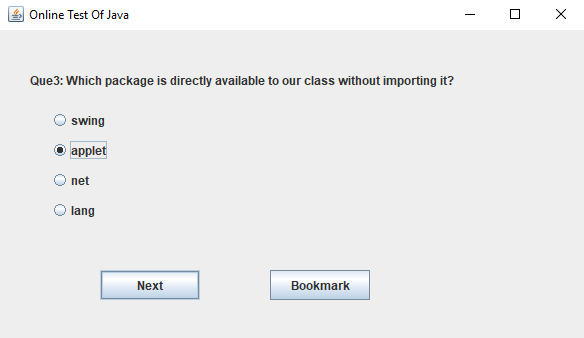 Online Test Of Java
Que3: Which package is directly available to our class without importing it?
swing
applet
net
lang
Next Bookmark